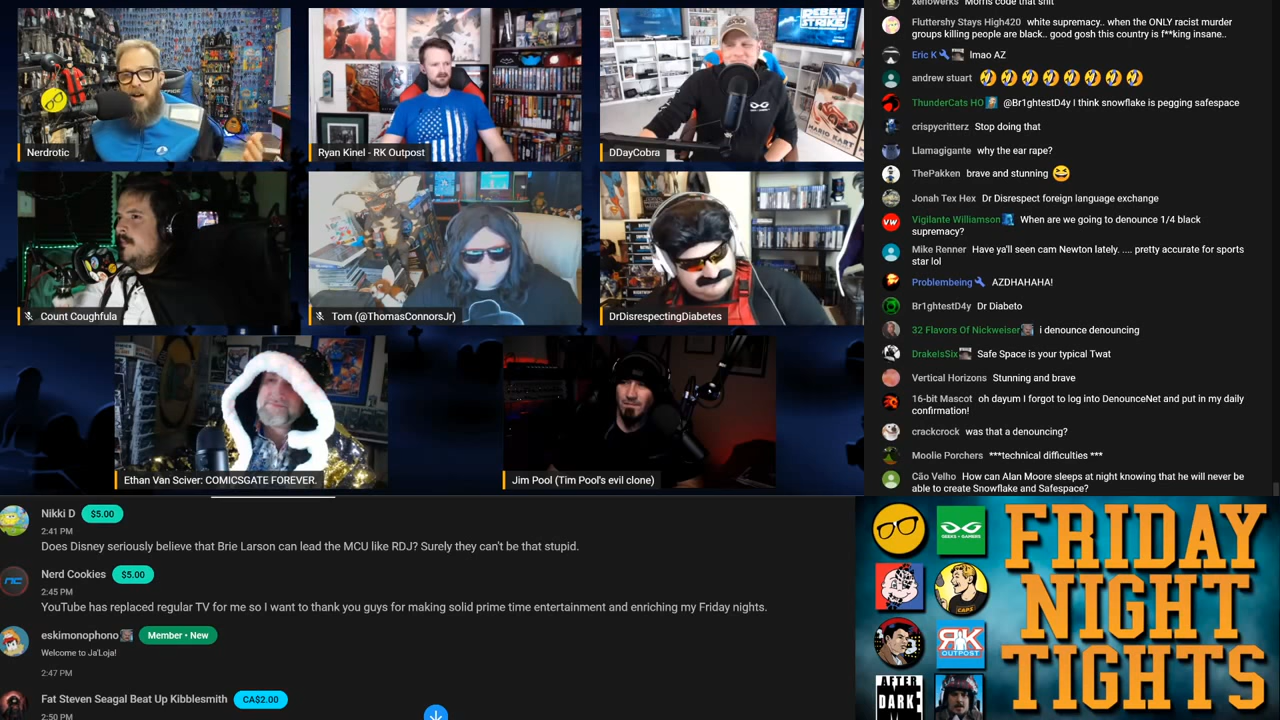 REBEL
STRIKE
MARIO KART
Nerdrotic
Ryan Kinel - RK Outpost
DDayCobra
Count Coughfula
Tom (@ThomasConnorsJr)
DrDisrespectingDiabetes
Ethan Van Sciver: COMICSGATE FOREVER.
Jim Pool (Tim Pool's evil clone)
xenowerks Morris code that shit
Fluttershy Stays High420 white supremacy.. when the ONLY racist murder
groups killing people are black.. good gosh this country is f**king insane..
Eric K lmao AZ
andrew stuart 🤣🤣🤣🤣🤣🤣🤣🤣
ThunderCats HO @Br1ghtestD4y I think snowflake is pegging safespace
crispycritterz Stop doing that
Llamagigante why the ear rape?
ThePakken brave and stunning 😆
Jonah Tex Hex Dr Disrespect foreign language exchange
VW
Vigilante Williamson When are we going to denounce 1/4 black
supremacy?
Mike Renner Have ya'll seen cam Newton lately. .... pretty accurate for sports
star lol
Problembeing AZDHAHAHA!
Br1ghtestD4y Dr Diabeto
32 Flavors Of Nickweiser i denounce denouncing
DrakeIsSix Safe Space is your typical Twat
Vertical Horizons Stunning and brave
16-bit Mascot oh dayum I forgot to log into DenounceNet and put in my daily
confirmation!
crackcrock was that a denouncing?
Moolie Porchers ***technical difficulties ***
Cão Velho How can Alan Moore sleeps at night knowing that he will never be
able to create Snowflake and Safespace?
Nikki D $5.00
2:41 PM
Does Disney seriously believe that Brie Larson can lead the MCU like RDJ? Surely they can't be that stupid.
Nerd Cookies $5.00
2:45 PM
YouTube has replaced regular TV for me so I want to thank you guys for making solid prime time entertainment and enriching my Friday nights.
eskimonophono Member • New
Welcome to Ja'Loja!
2:47 PM
Fat Steven Seagal Beat Up Kibblesmith CA$2.00
2:50 PM
GEEKS + GAMERS
CAPS
RK
OUTPOST
AFTER
DARK
FRIDAY
NIGHT
TIGHTS